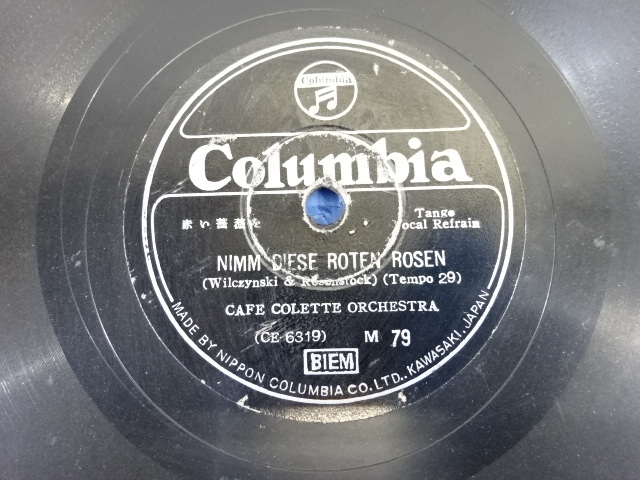 Columbia
Columbia
赤い薔薇を
Tango
Vocal Refrain
NIMM DIESE ROTEN ROSEN
(Wilczynski & Rosenstock) (Tempo 29)
CAFE COLETTE ORCHESTRA
(CE 6319) M 79
BIEM
MADE BY NIPPON COLUMBIA CO., LTD., KAWASAKI, JAPAN